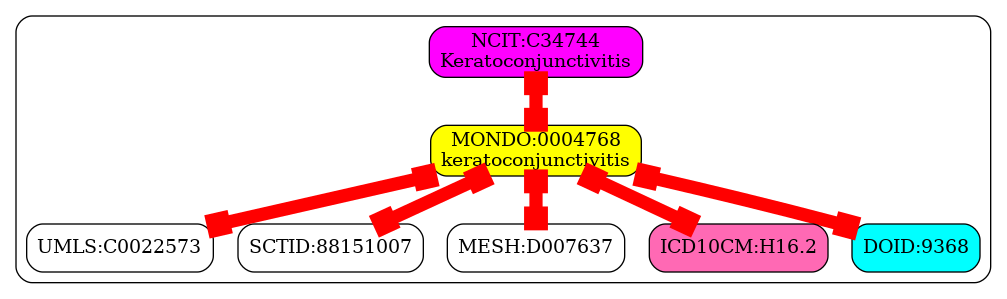 NCIT:C34744
Keratoconjunctivitis
MONDO:0004768
keratoconjunctivitis
UMLS:C0022573
SCTID:88151007
MESH:D007637
ICD10CM:H16.2
DOID:9368